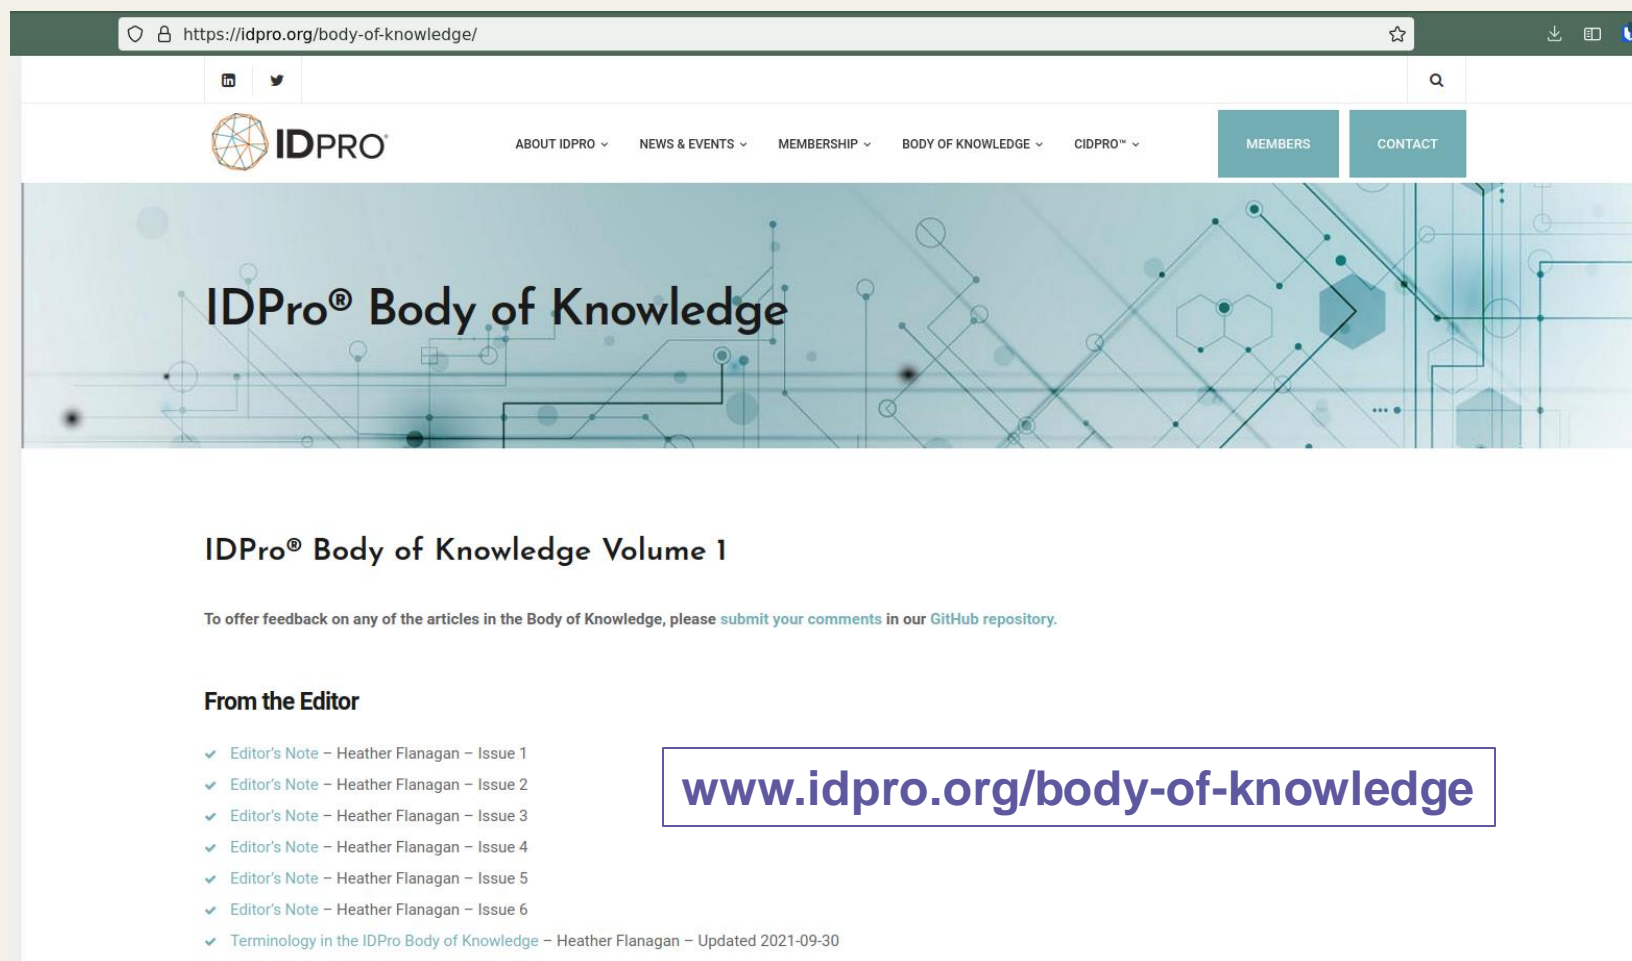 https://idpro.org/body-of-knowledge/
IDPRO®
ABOUT IDPRO
NEWS & EVENTS
MEMBERSHIP
BODY OF KNOWLEDGE
CIDPRO™
MEMBERS
CONTACT
IDPro® Body of Knowledge
IDPro® Body of Knowledge Volume 1
To offer feedback on any of the articles in the Body of Knowledge, please submit your comments in our GitHub repository.
From the Editor
Editor's Note – Heather Flanagan – Issue 1
Editor's Note – Heather Flanagan – Issue 2
www.idpro.org/body-of-knowledge
Editor's Note – Heather Flanagan – Issue 3
Editor's Note – Heather Flanagan – Issue 4
Editor's Note – Heather Flanagan – Issue 5
Editor's Note – Heather Flanagan – Issue 6
Terminology in the IDPro Body of Knowledge – Heather Flanagan – Updated 2021-09-30